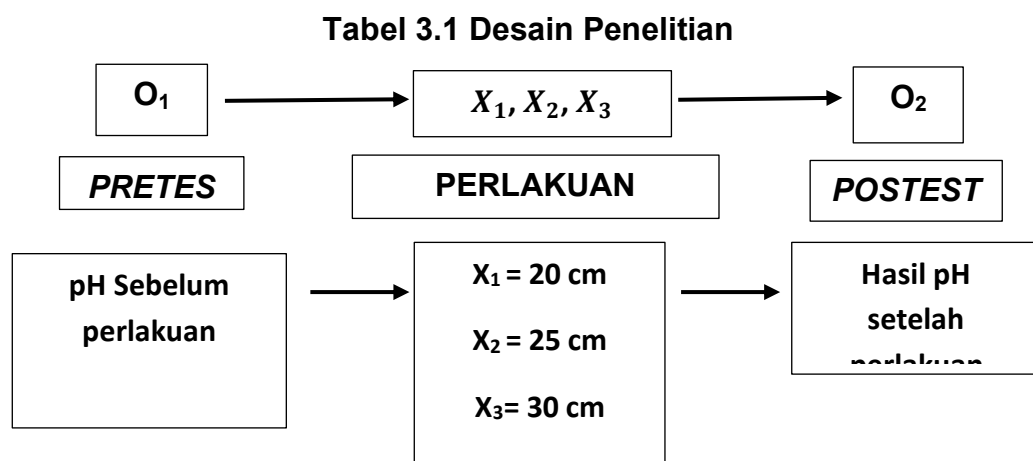 Tabel 3.1 Desain Penelitian
O₁
X₁, X₂, X₃
O₂
PRETES
PERLAKUAN
POSTEST
pH Sebelum
perlakuan
X₁ = 20 cm
X₂ = 25 cm
X₃= 30 cm
Hasil pH
setelah
perlakuan